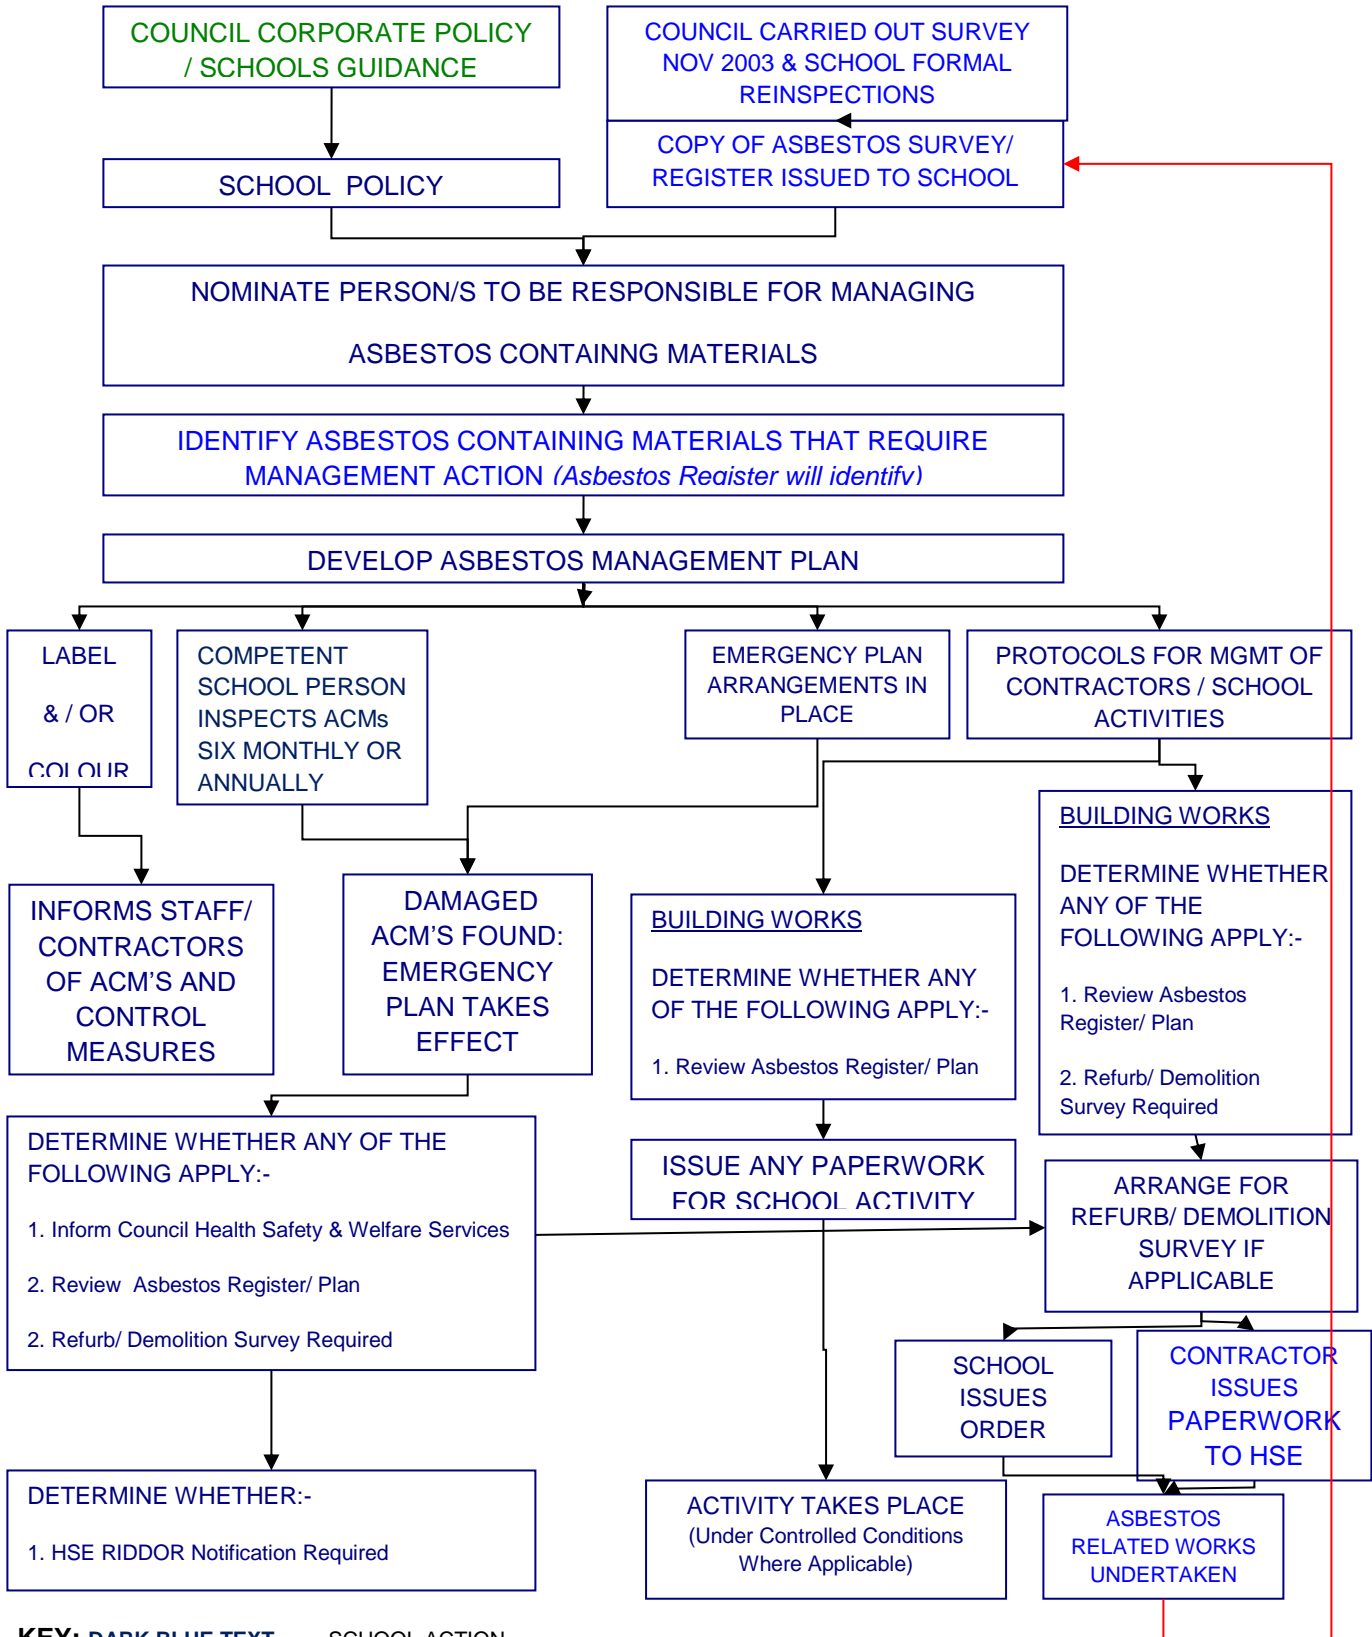 COUNCIL CORPORATE POLICY
/ SCHOOLS GUIDANCE
COUNCIL CARRIED OUT SURVEY
NOV 2003 & SCHOOL FORMAL
REINSPECTIONS
COPY OF ASBESTOS SURVEY/
REGISTER ISSUED TO SCHOOL
SCHOOL POLICY
NOMINATE PERSON/S TO BE RESPONSIBLE FOR MANAGING
ASBESTOS CONTAINNG MATERIALS
IDENTIFY ASBESTOS CONTAINING MATERIALS THAT REQUIRE
MANAGEMENT ACTION (Asbestos Register will identify)
DEVELOP ASBESTOS MANAGEMENT PLAN
LABEL
& / OR
COLOUR
COMPETENT
SCHOOL PERSON
INSPECTS ACMs
SIX MONTHLY OR
ANNUALLY
EMERGENCY PLAN
ARRANGEMENTS IN
PLACE
PROTOCOLS FOR MGMT OF
CONTRACTORS / SCHOOL
ACTIVITIES
INFORMS STAFF/
CONTRACTORS
OF ACM'S AND
CONTROL
MEASURES
DAMAGED
ACM'S FOUND:
EMERGENCY
PLAN TAKES
EFFECT
BUILDING WORKS
DETERMINE WHETHER ANY
OF THE FOLLOWING APPLY:-
1. Review Asbestos Register/ Plan
BUILDING WORKS
DETERMINE WHETHER
ANY OF THE
FOLLOWING APPLY:-
1. Review Asbestos
Register/ Plan
2. Refurb/ Demolition
Survey Required
DETERMINE WHETHER ANY OF THE
FOLLOWING APPLY:-
1. Inform Council Health Safety & Welfare Services
2. Review Asbestos Register/ Plan
2. Refurb/ Demolition Survey Required
ISSUE ANY PAPERWORK
FOR SCHOOL ACTIVITY
ARRANGE FOR
REFURB/ DEMOLITION
SURVEY IF
APPLICABLE
SCHOOL
ISSUES
ORDER
CONTRACTOR
ISSUES
PAPERWORK
TO HSE
DETERMINE WHETHER:-
1. HSE RIDDOR Notification Required
ACTIVITY TAKES PLACE
(Under Controlled Conditions
Where Applicable)
ASBESTOS
RELATED WORKS
UNDERTAKEN
KEY: DARK BLUE TEXT SCHOOL ACTION